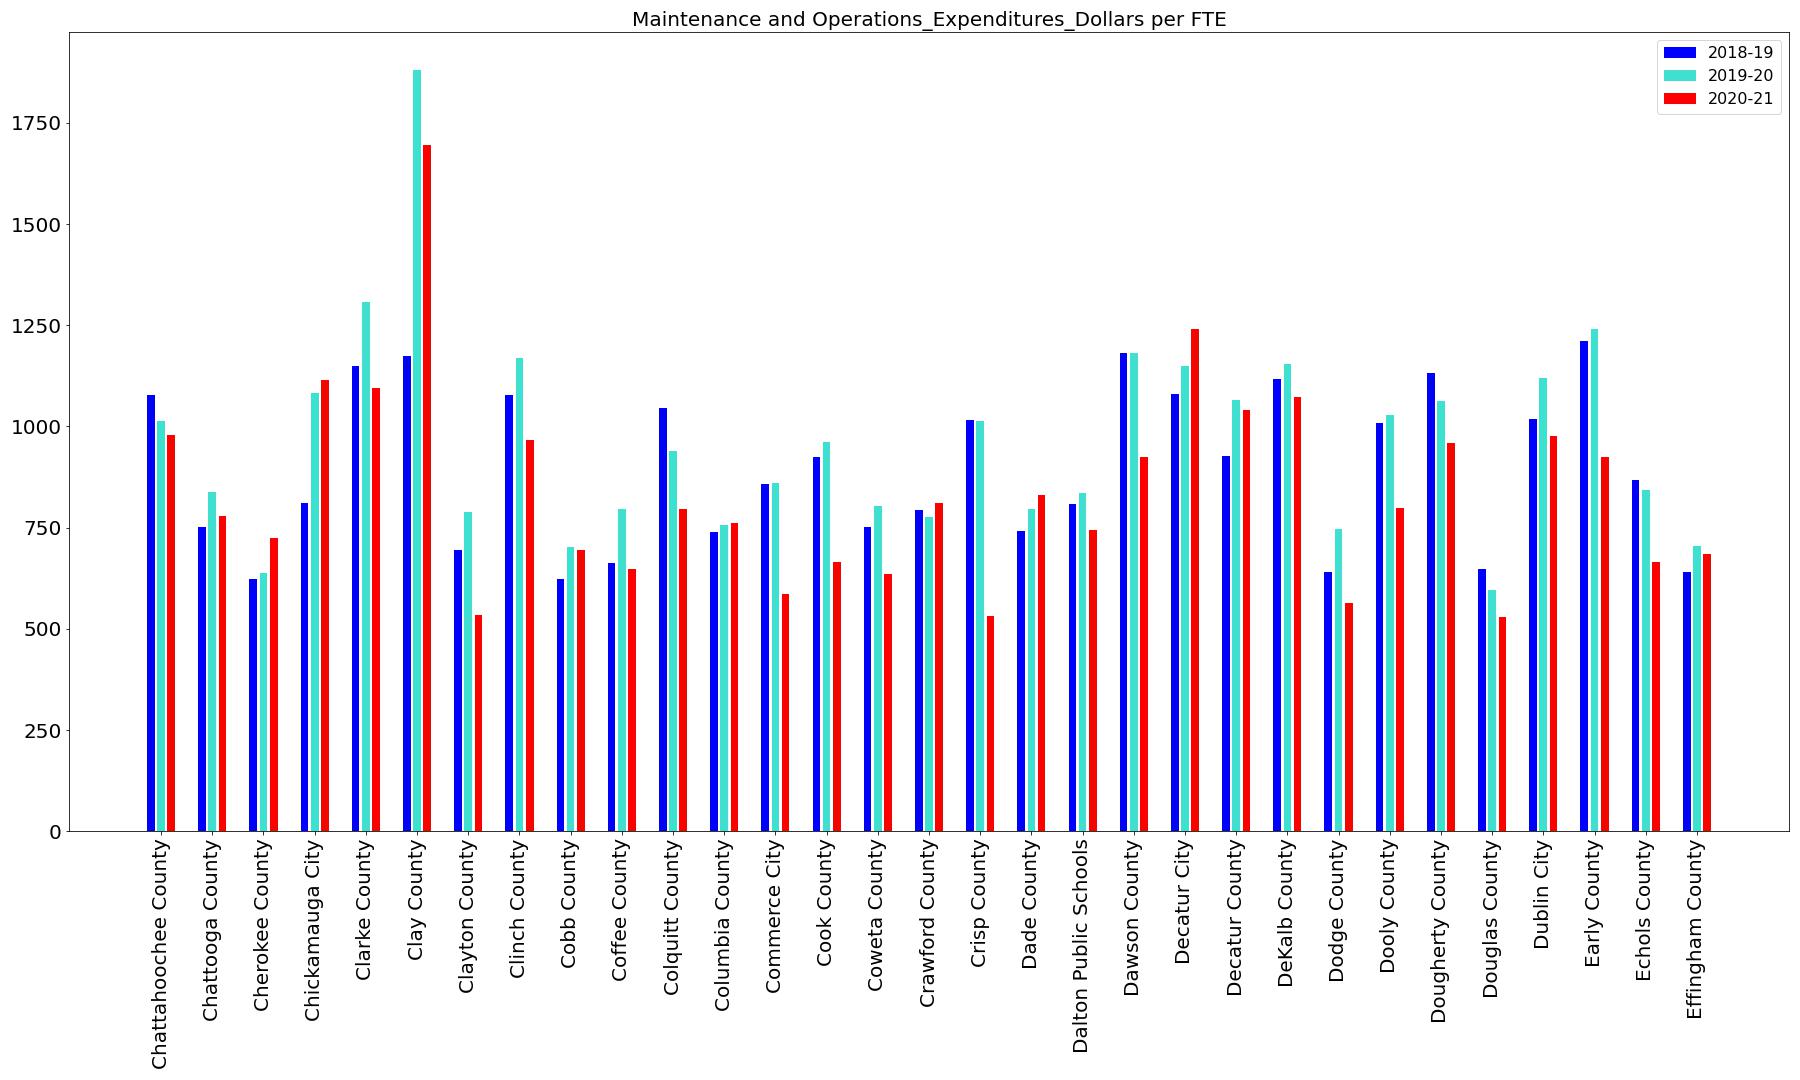 Maintenance and Operations_Expenditures_Dollars per FTE
2018-19
2019-20
2020-21
1750
1500
1250
1000
750
500
250
0
Chattahoochee County
Chattooga County
Cherokee County
Chickamauga City
Clarke County
Clay County
Clayton County
Clinch County
Cobb County
Coffee County
Colquitt County
Columbia County
Commerce City
Cook County
Coweta County
Crawford County
Crisp County
Dade County
Dalton Public Schools
Dawson County
Decatur City
Decatur County
DeKalb County
Dodge County
Dooly County
Dougherty County
Douglas County
Dublin City
Early County
Echols County
Effingham County